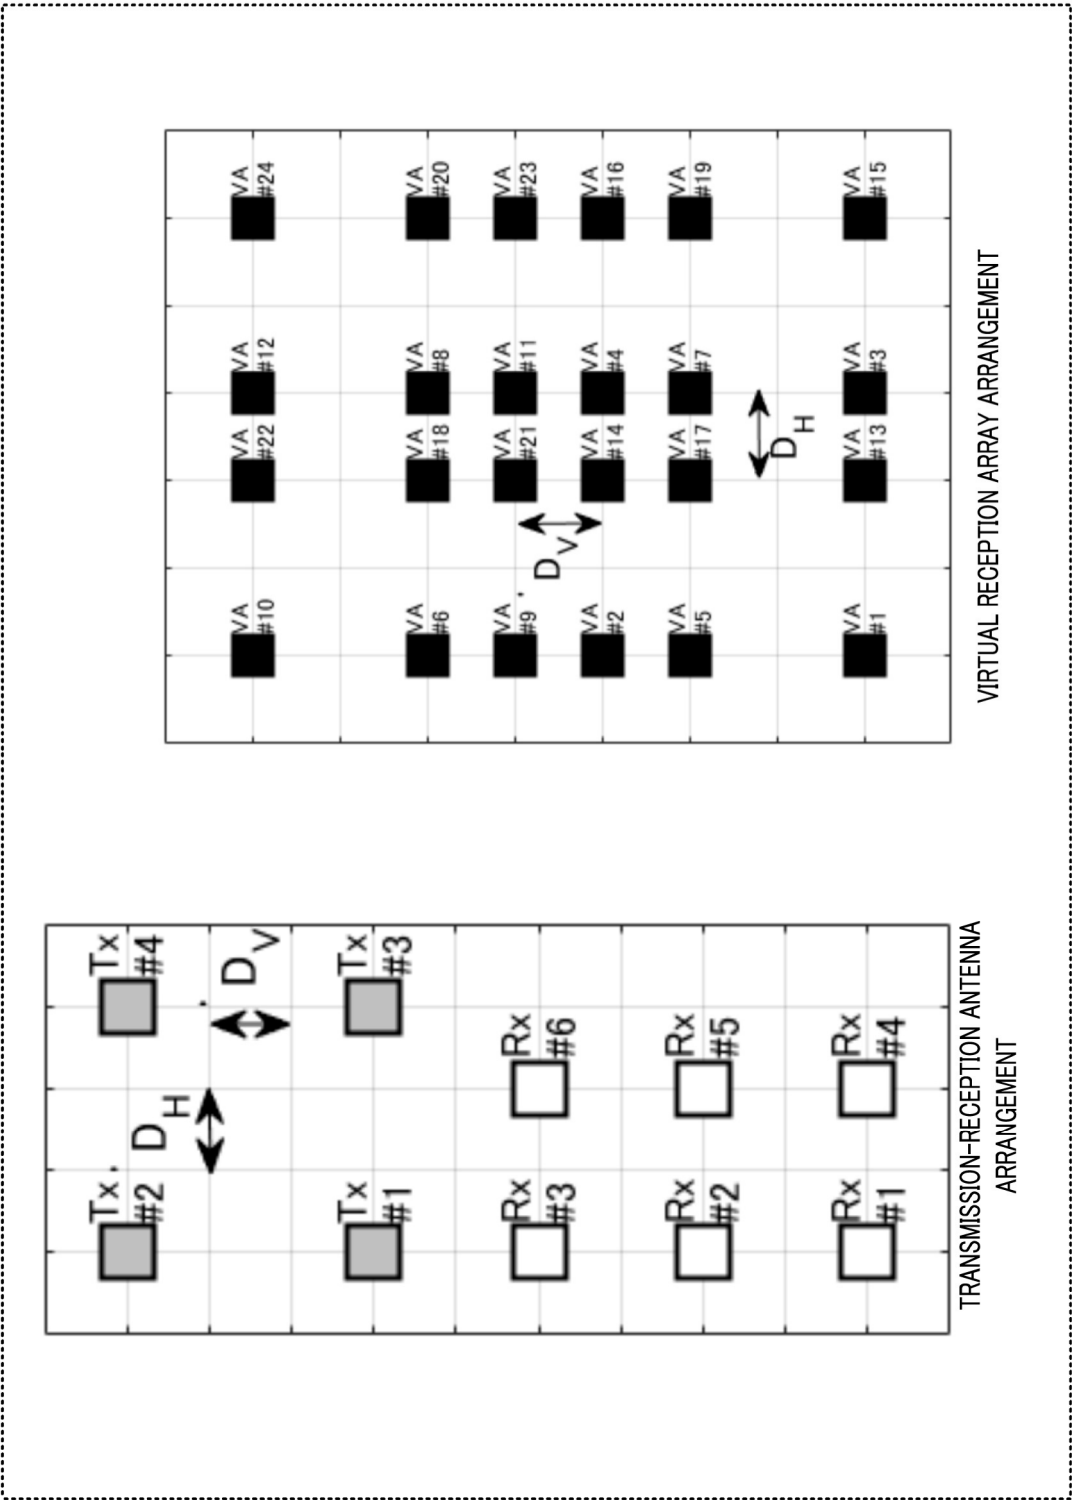 Tx
#2
Tx
#4
DH
DV
Tx
#1
Tx
#3
Rx
#3
Rx
#6
Rx
#2
Rx
#5
Rx
#1
Rx
#4
TRANSMISSION-RECEPTION ANTENNA
ARRANGEMENT
VA
#10
VA
#22
VA
#12
VA
#24
VA
#6
VA
#18
VA
#8
VA
#20
VA
#9
VA
#21
VA
#11
VA
#23
DV
VA
#2
VA
#14
VA
#4
VA
#16
VA
#5
VA
#17
VA
#7
VA
#19
DH
VA
#1
VA
#13
VA
#3
VA
#15
VIRTUAL RECEPTION ARRAY ARRANGEMENT